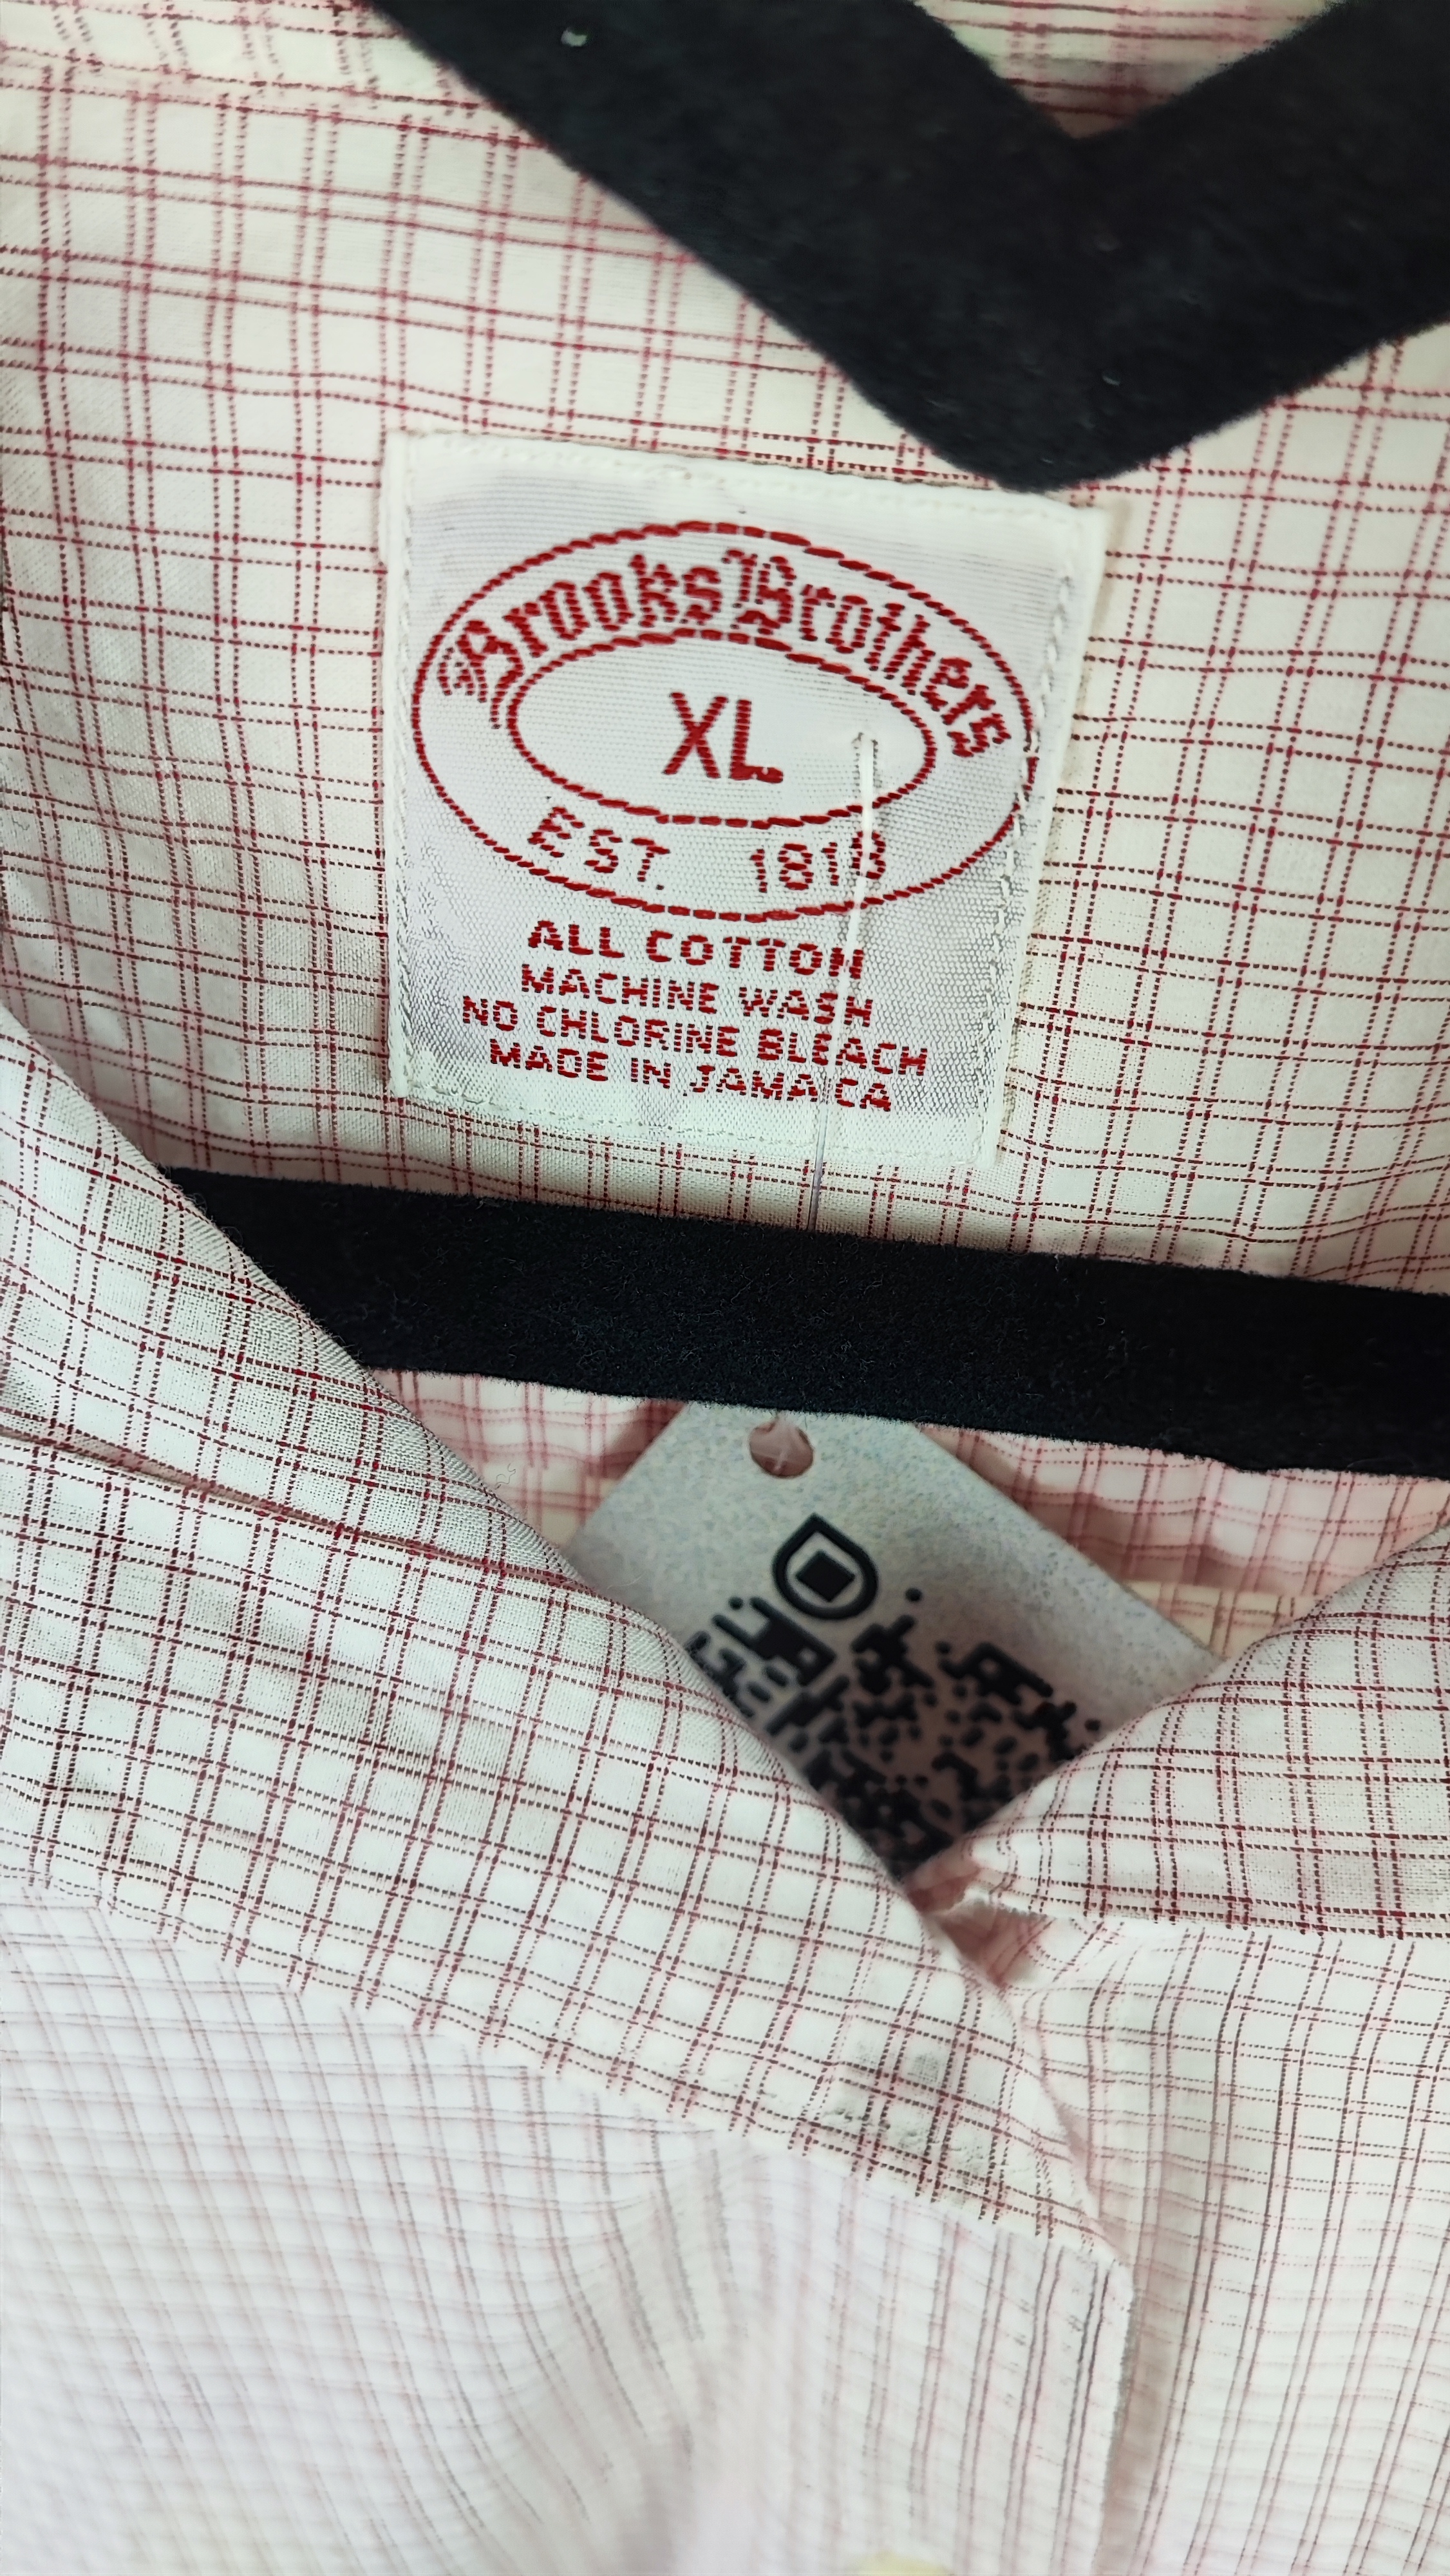 Brooks Brothers
XL
EST. 1818
ALL COTTON
MACHINE WASH
NO CHLORINE BLEACH
MADE IN JAMAICA